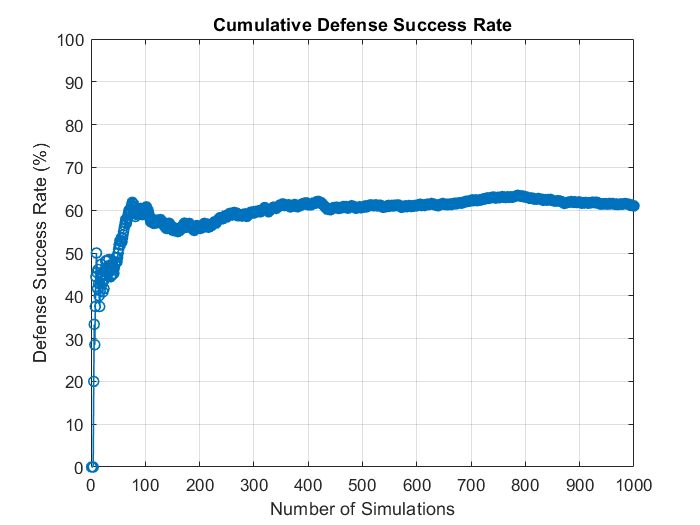 Cumulative Defense Success Rate
100
90
80
70
60
50
40
30
20
10
0
Defense Success Rate (%)
0 100 200 300 400 500 600 700 800 900 1000
Number of Simulations